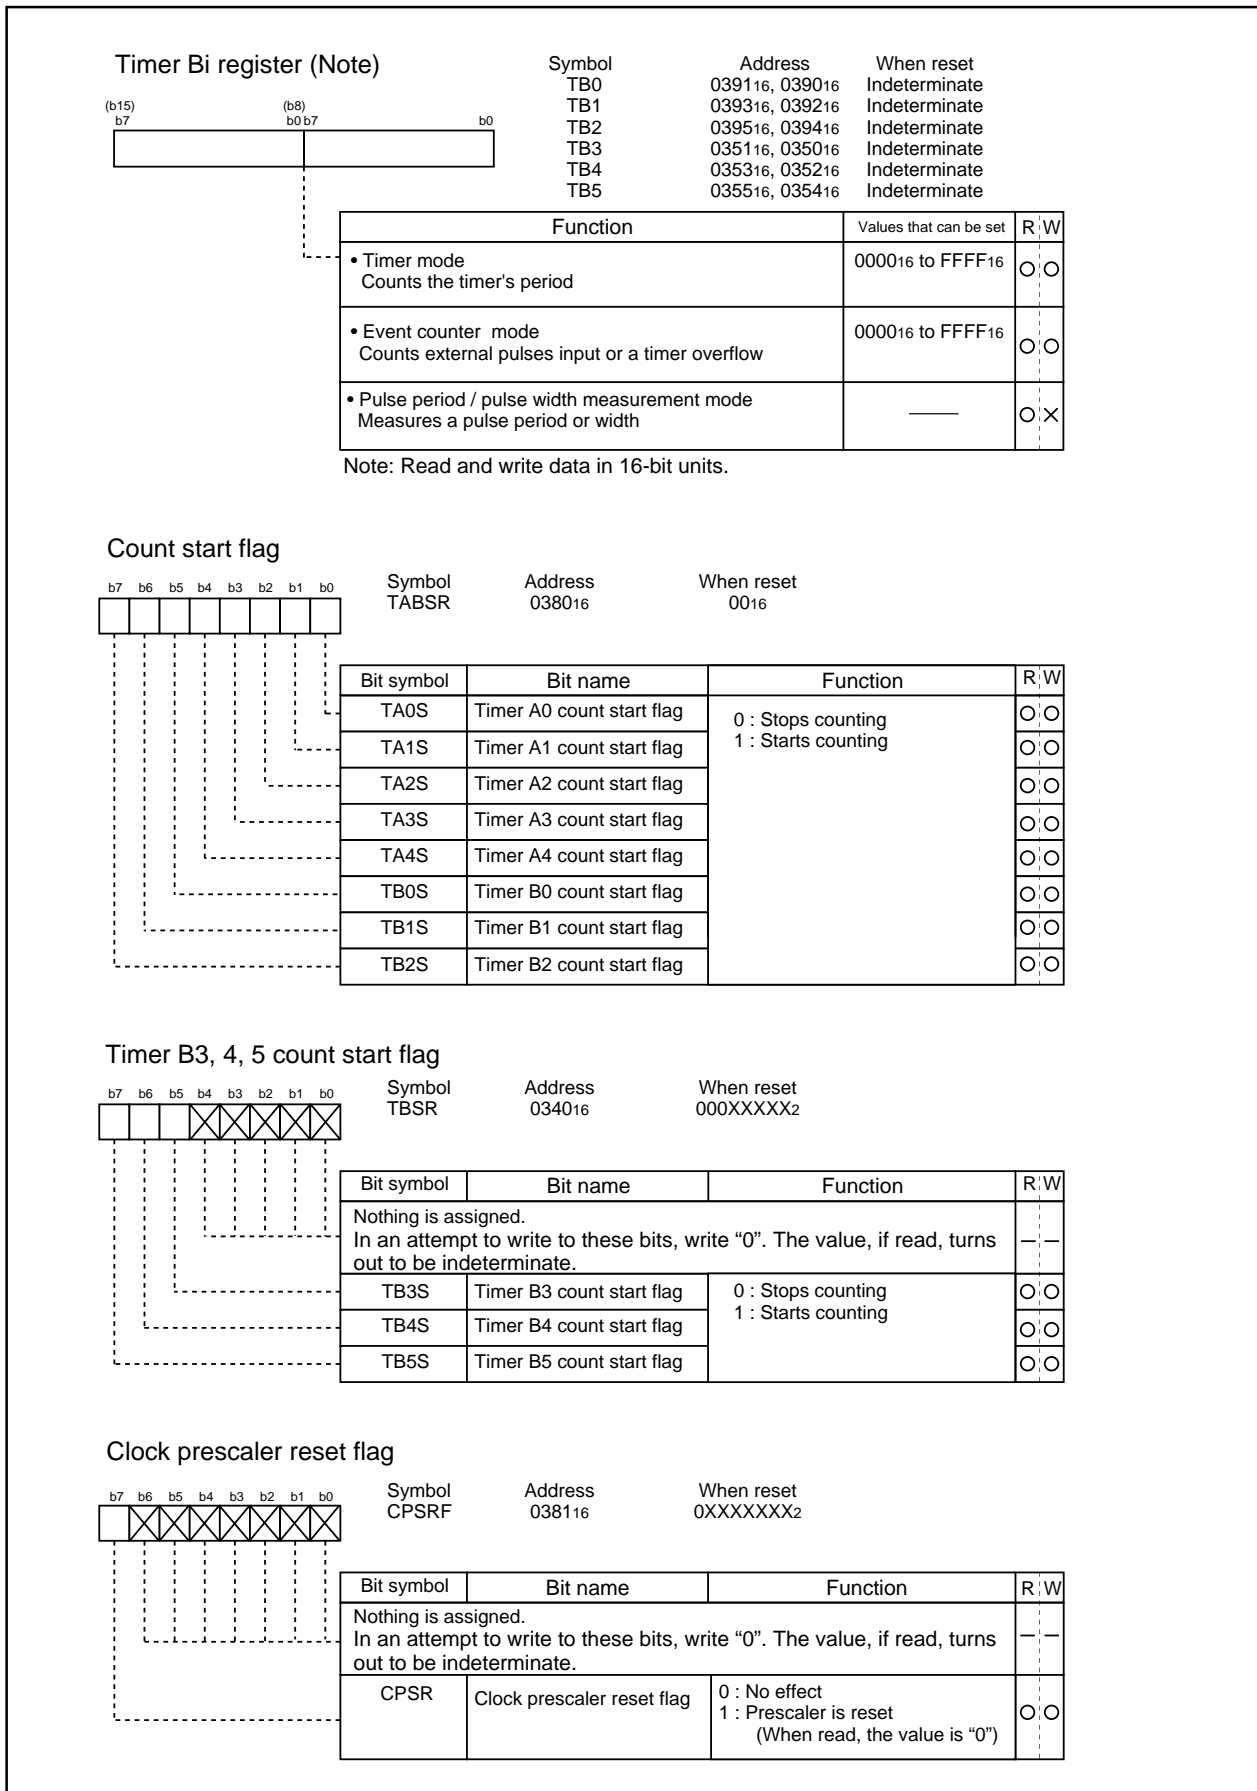 Timer Bi register (Note)
Symbol Address When reset
TB0 039116, 039016 Indeterminate
TB1 039316, 039216 Indeterminate
TB2 039516, 039416 Indeterminate
TB3 035116, 035016 Indeterminate
TB4 035316, 035216 Indeterminate
TB5 035516, 035416 Indeterminate
(b15) (b8)
b7 b0 b7 b0
Function Values that can be set R W
• Timer mode 000016 to FFFF16
Counts the timer's period
• Event counter mode 000016 to FFFF16
Counts external pulses input or a timer overflow
• Pulse period / pulse width measurement mode
Measures a pulse period or width
Note: Read and write data in 16-bit units.
Count start flag
b7 b6 b5 b4 b3 b2 b1 b0
Symbol Address When reset
TABSR 038016 0016
Bit symbol Bit name Function R W
TA0S Timer A0 count start flag 0 : Stops counting
1 : Starts counting
TA1S Timer A1 count start flag
TA2S Timer A2 count start flag
TA3S Timer A3 count start flag
TA4S Timer A4 count start flag
TB0S Timer B0 count start flag
TB1S Timer B1 count start flag
TB2S Timer B2 count start flag
Timer B3, 4, 5 count start flag
b7 b6 b5 b4 b3 b2 b1 b0
Symbol Address When reset
TBSR 034016 000XXXXX2
Bit symbol Bit name Function R W
Nothing is assigned.
In an attempt to write to these bits, write “0”. The value, if read, turns
out to be indeterminate.
TB3S Timer B3 count start flag 0 : Stops counting
1 : Starts counting
TB4S Timer B4 count start flag
TB5S Timer B5 count start flag
Clock prescaler reset flag
b7 b6 b5 b4 b3 b2 b1 b0
Symbol Address When reset
CPSRF 038116 0XXXXXXX2
Bit symbol Bit name Function R W
Nothing is assigned.
In an attempt to write to these bits, write “0”. The value, if read, turns
out to be indeterminate.
CPSR Clock prescaler reset flag 0 : No effect
1 : Prescaler is reset
(When read, the value is “0”)